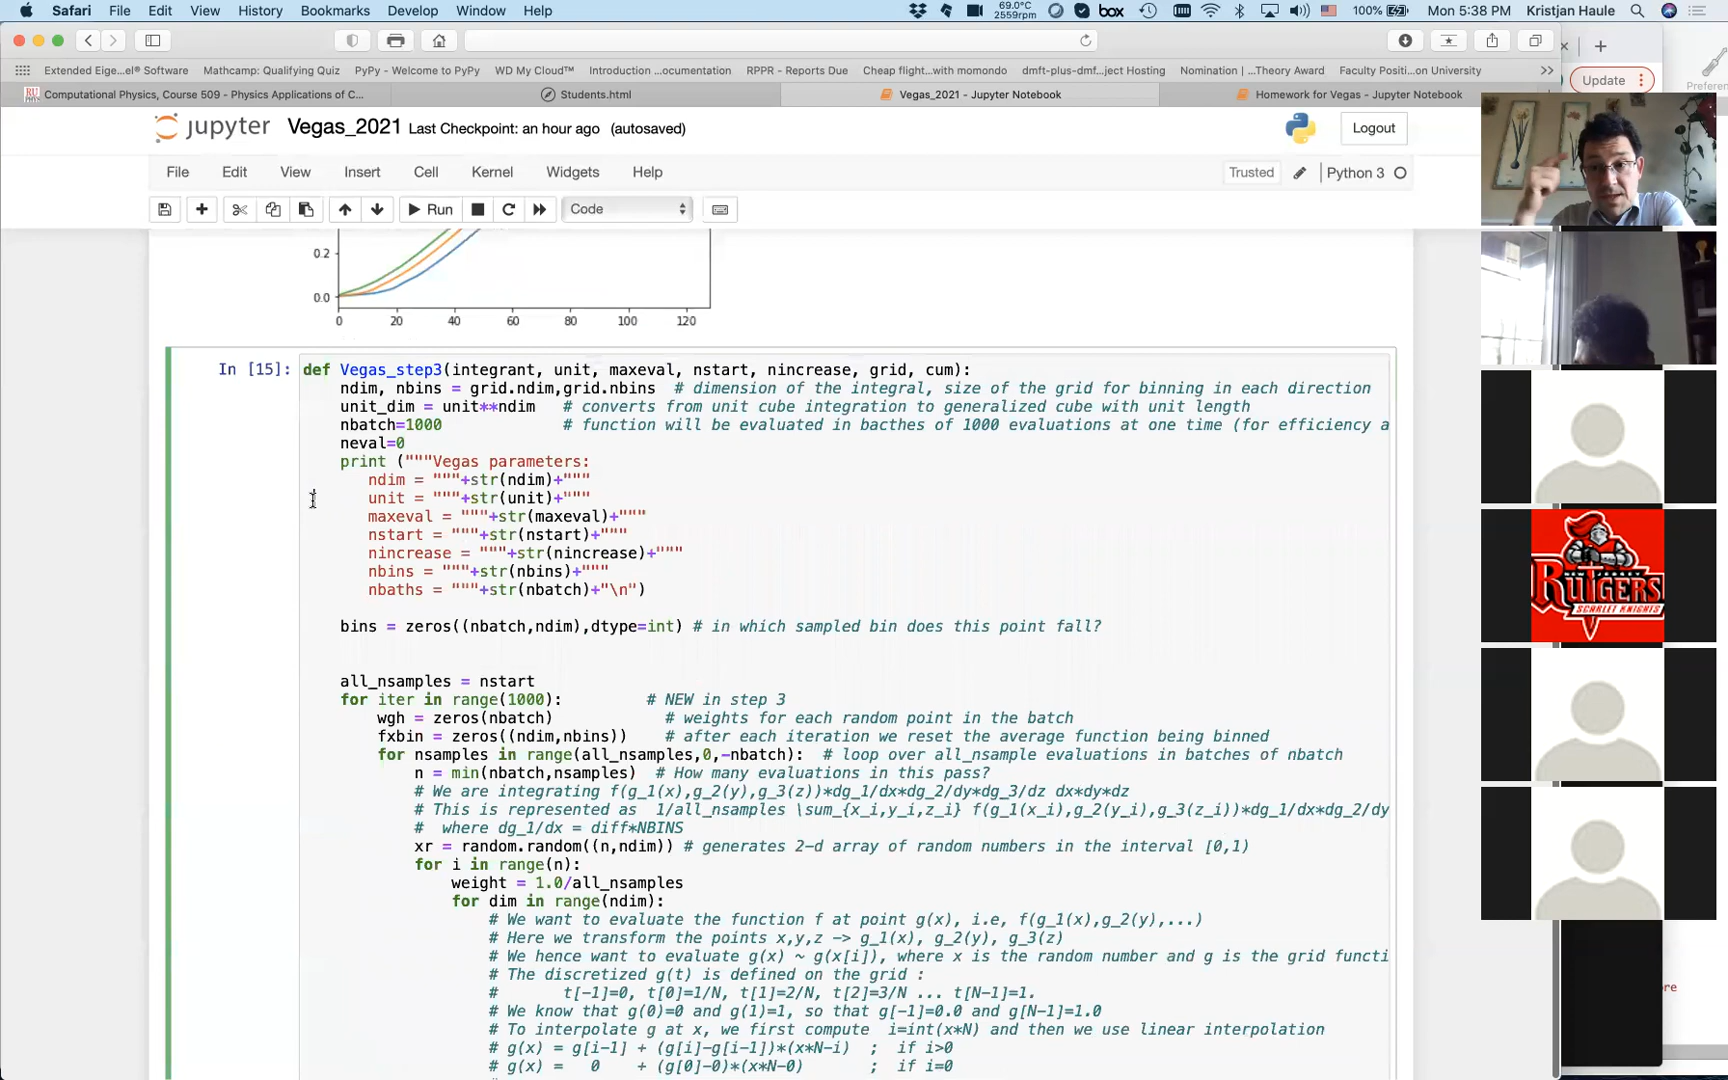 Safari File Edit View History Bookmarks Develop Window Help 69.0°C 2559rpm box 100% Mon 5:38 PM Kristjan Haule
Extended Eige...el® Software Mathcamp: Qualifying Quiz PyPy - Welcome to PyPy WD My Cloud™ Introduction ...ocumentation RPPR - Reports Due Cheap flight...with momondo dmft-plus-dmf...ject Hosting Nomination |...Theory Award Faculty Positi...on University >> Update
Computational Physics, Course 509 - Physics Applications of C... Students.html Vegas_2021 - Jupyter Notebook Homework for Vegas - Jupyter Notebook
Preferen
jupyter Vegas_2021 Last Checkpoint: an hour ago (autosaved) Logout
File Edit View Insert Cell Kernel Widgets Help Trusted Python 3
Run Code
0.2
0.0
0 20 40 60 80 100 120
In [15]: def Vegas_step3(integrant, unit, maxeval, nstart, nincrease, grid, cum):
ndim, nbins = grid.ndim,grid.nbins # dimension of the integral, size of the grid for binning in each direction
unit_dim = unit**ndim # converts from unit cube integration to generalized cube with unit length
nbatch=1000 # function will be evaluated in bacthes of 1000 evaluations at one time (for efficiency a
neval=0
print ("""Vegas parameters:
ndim = """+str(ndim)+"""
unit = """+str(unit)+"""
maxeval = """+str(maxeval)+"""
nstart = """+str(nstart)+"""
nincrease = """+str(nincrease)+"""
nbins = """+str(nbins)+"""
nbaths = """+str(nbatch)+"\n")
bins = zeros((nbatch,ndim),dtype=int) # in which sampled bin does this point fall?
all_nsamples = nstart
for iter in range(1000): # NEW in step 3
wgh = zeros(nbatch) # weights for each random point in the batch
fxbin = zeros((ndim,nbins)) # after each iteration we reset the average function being binned
for nsamples in range(all_nsamples,0,-nbatch): # loop over all_nsample evaluations in batches of nbatch
n = min(nbatch,nsamples) # How many evaluations in this pass?
# We are integrating f(g_1(x),g_2(y),g_3(z))*dg_1/dx*dg_2/dy*dg_3/dz dx*dy*dz
# This is represented as 1/all_nsamples \sum_{x_i,y_i,z_i} f(g_1(x_i),g_2(y_i),g_3(z_i))*dg_1/dx*dg_2/dy
# where dg_1/dx = diff*NBINS
xr = random.random((n,ndim)) # generates 2-d array of random numbers in the interval [0,1)
for i in range(n):
weight = 1.0/all_nsamples
for dim in range(ndim):
# We want to evaluate the function f at point g(x), i.e, f(g_1(x),g_2(y),...)
# Here we transform the points x,y,z -> g_1(x), g_2(y), g_3(z)
# We hence want to evaluate g(x) ~ g(x[i]), where x is the random number and g is the grid functi
# The discretized g(t) is defined on the grid :
# t[-1]=0, t[0]=1/N, t[1]=2/N, t[2]=3/N ... t[N-1]=1.
# We know that g(0)=0 and g(1)=1, so that g[-1]=0.0 and g[N-1]=1.0
# To interpolate g at x, we first compute i=int(x*N) and then we use linear interpolation
# g(x) = g[i-1] + (g[i]-g[i-1])*(x*N-i) ; if i>0
# g(x) = 0 + (g[0]-0)*(x*N-0) ; if i=0
RUTGERS
SCARLET KNIGHTS